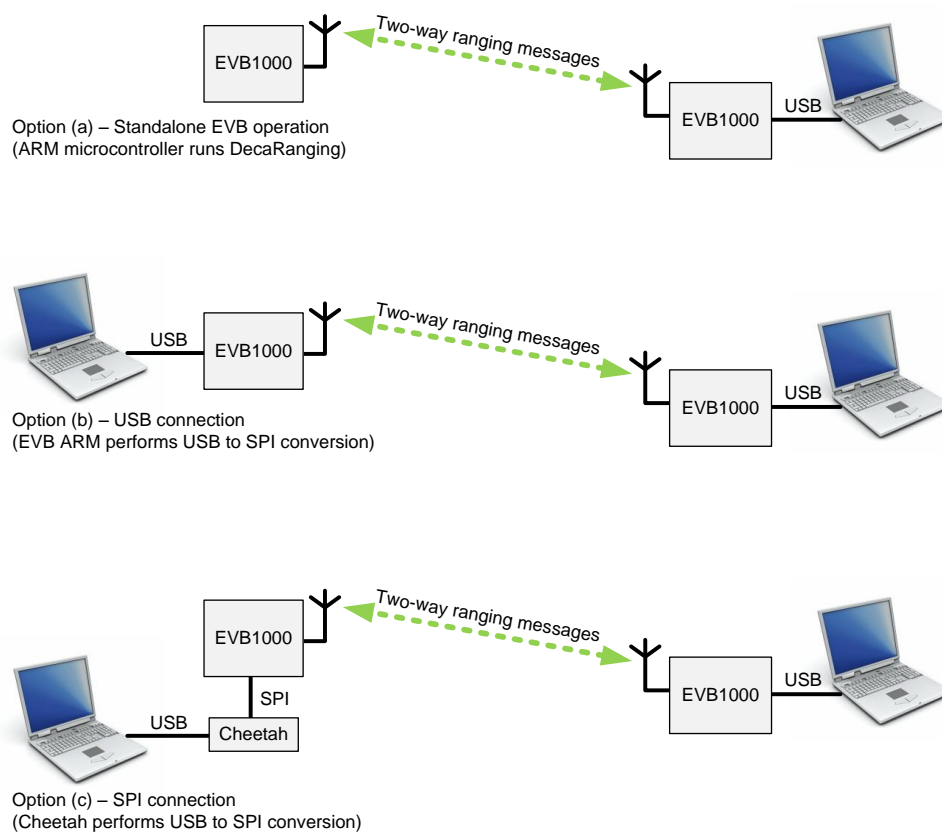 Two-way ranging messages
EVB1000
EVB1000
USB
Option (a) – Standalone EVB operation
(ARM microcontroller runs DecaRanging)
Two-way ranging messages
USB
EVB1000
EVB1000
USB
Option (b) – USB connection
(EVB ARM performs USB to SPI conversion)
Two-way ranging messages
EVB1000
EVB1000
USB
SPI
USB
Cheetah
Option (c) – SPI connection
(Cheetah performs USB to SPI conversion)